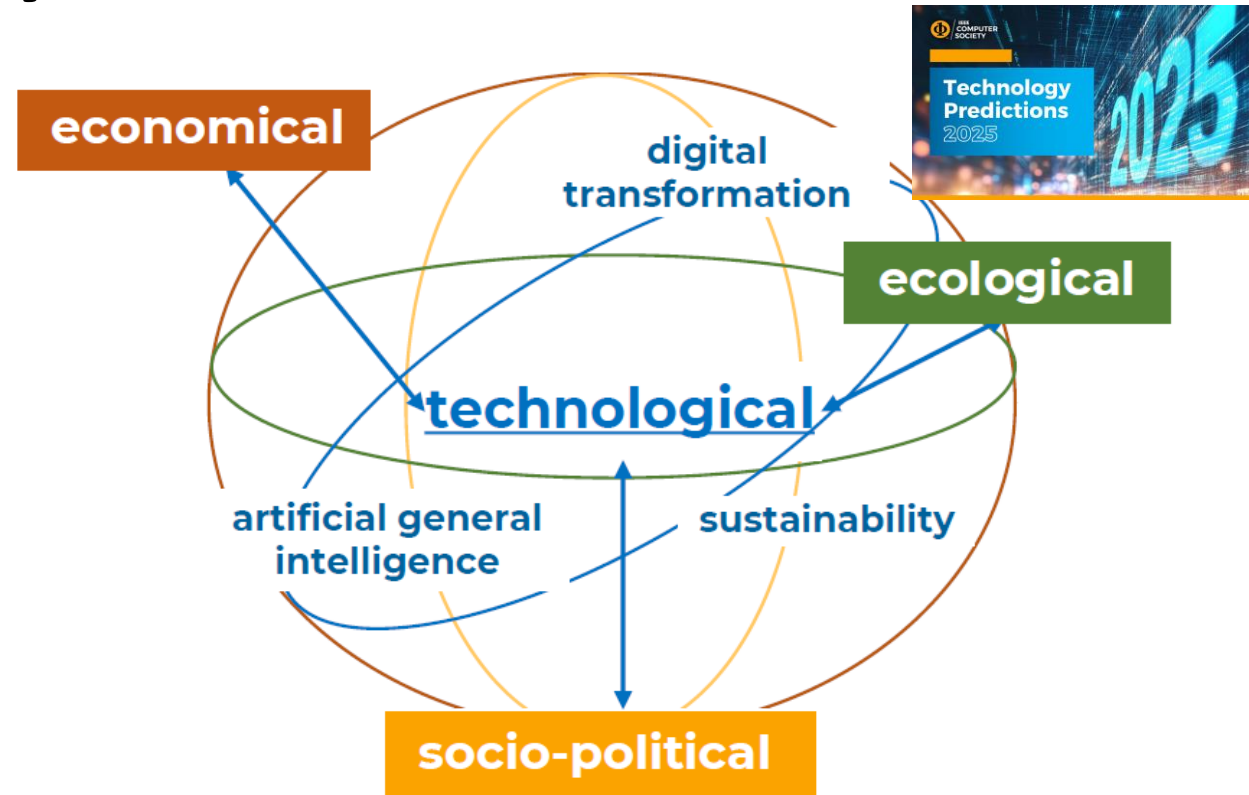 IEEE
COMPUTER
SOCIETY
Technology
Predictions
2025
2025
economical
digital
transformation
ecological
technological
artificial general
intelligence
sustainability
socio-political